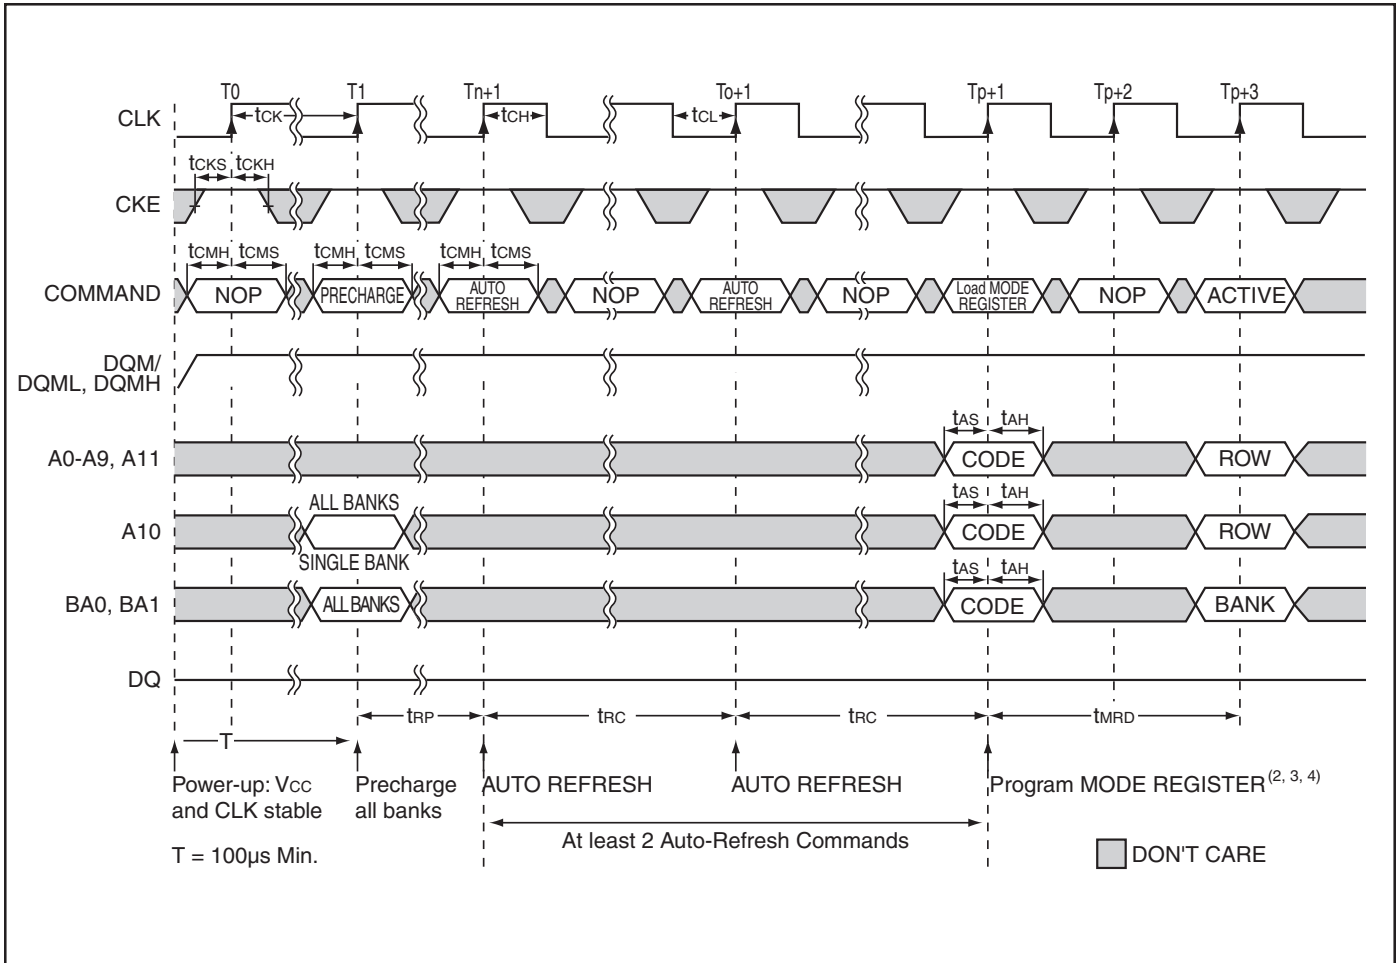 T0 T1 Tn+1 To+1 Tp+1 Tp+2 Tp+3
CLK tCK tCH tCL
tCKS tCKH
CKE
tCMH tCMS tCMH tCMS tCMH tCMS
COMMAND NOP PRECHARGE AUTO REFRESH NOP AUTO REFRESH NOP Load MODE REGISTER NOP ACTIVE
DQM/
DQML, DQMH
tAS tAH
A0-A9, A11 CODE ROW
ALL BANKS tAS tAH
A10 CODE ROW
SINGLE BANK tAS tAH
BA0, BA1 ALL BANKS CODE BANK
DQ
tRP tRC tRC tMRD
T
Power-up: VCC
and CLK stable
T = 100µs Min.
Precharge
all banks
AUTO REFRESH
AUTO REFRESH
Program MODE REGISTER(2, 3, 4)
At least 2 Auto-Refresh Commands
DON'T CARE